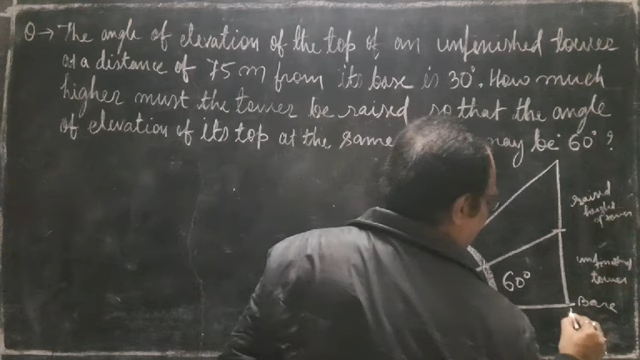 Q → The angle of elevation of the top of an unfinished tower
at a distance of 75 m from its base is 30°. How much
higher must the tower be raised so that the angle
of elevation of its top at the same may be 60° ?
raised
height
of tower
unfinished
tower
60°
Base